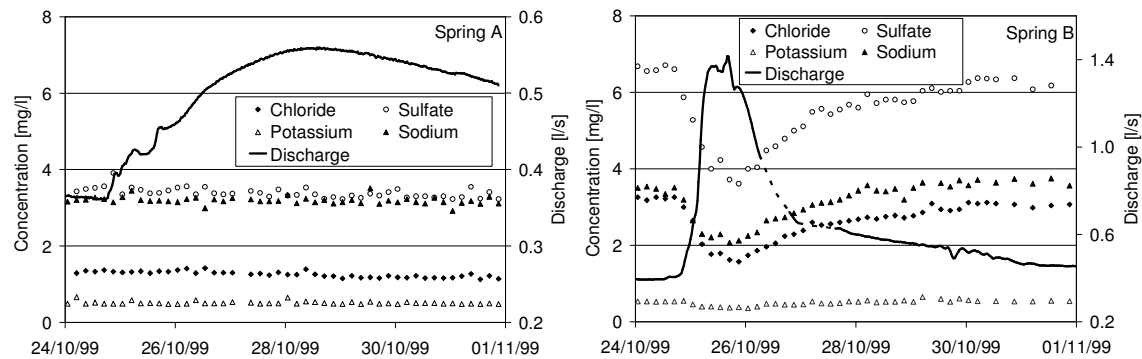 Spring A
Concentration [mg/l]
8
6
4
2
0
Chloride
Sulfate
Potassium
Sodium
Discharge
0.6
0.5
0.4
0.3
0.2
Discharge [l/s]
24/10/99
26/10/99
28/10/99
30/10/99
01/11/99
Spring B
Concentration [mg/l]
8
6
4
2
0
Chloride
Sulfate
Potassium
Sodium
Discharge
1.4
1.0
0.6
0.2
Discharge [l/s]
24/10/99
26/10/99
28/10/99
30/10/99
01/11/99